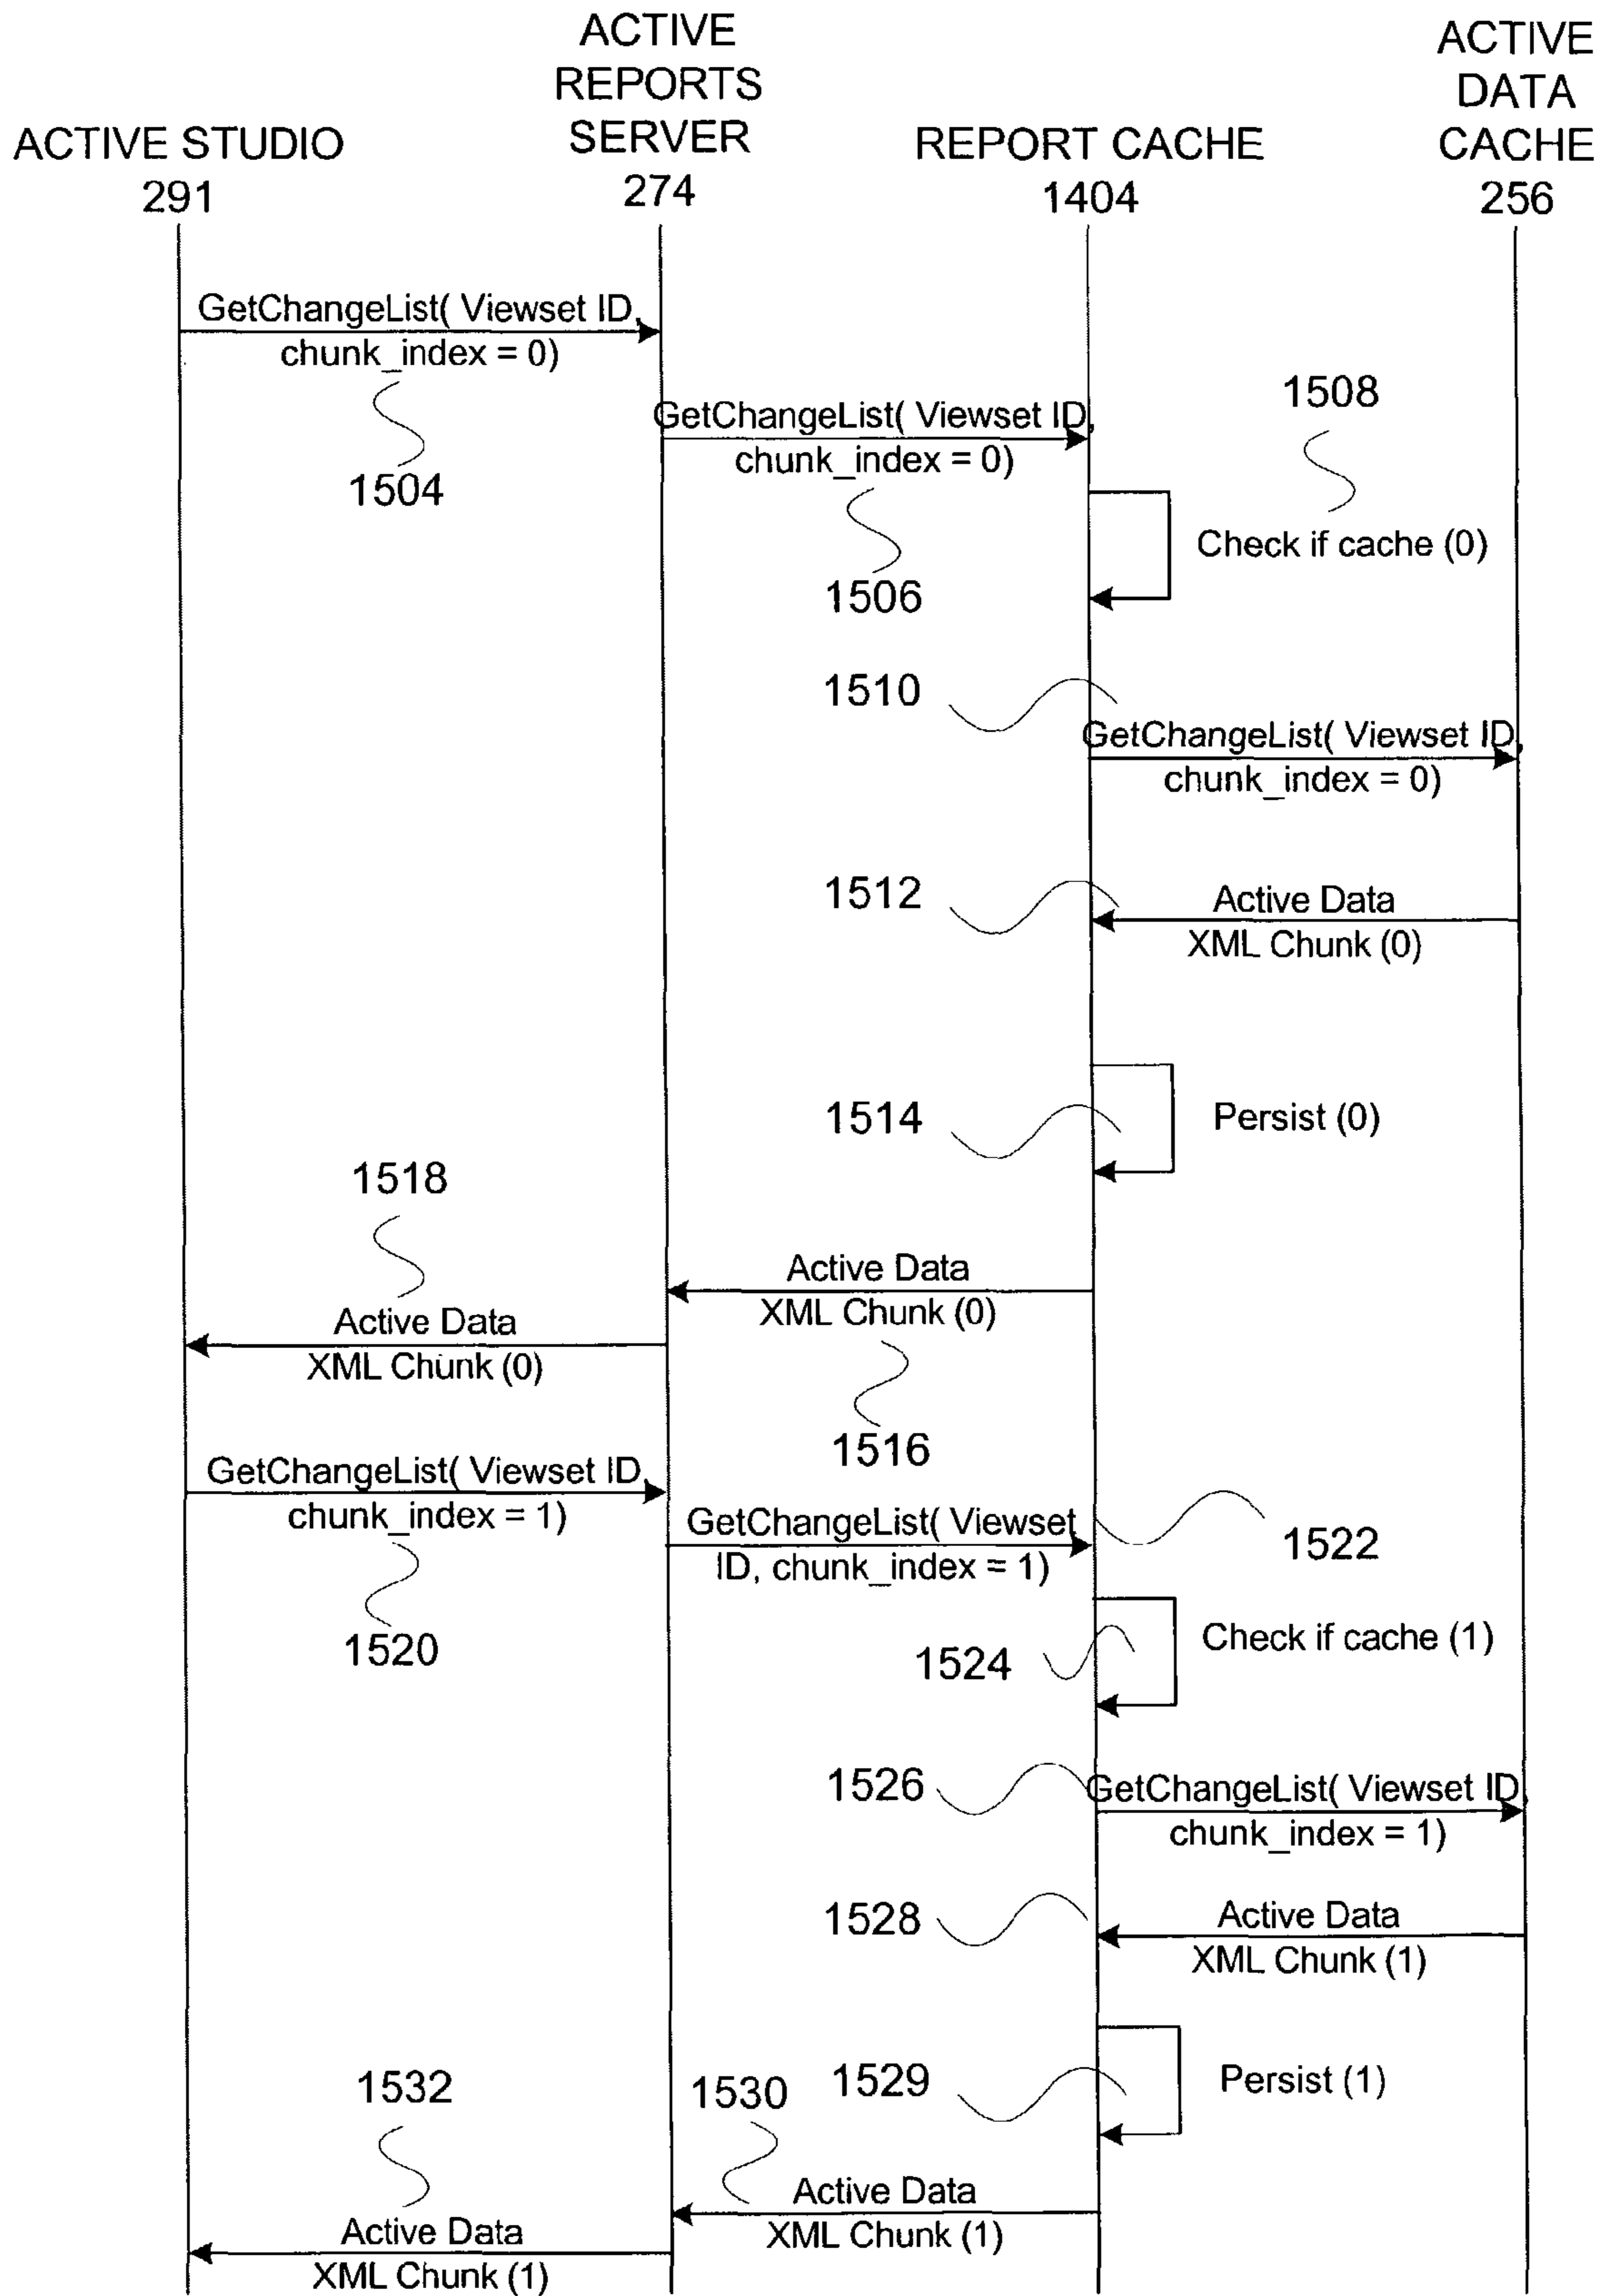 ACTIVE
REPORTS
SERVER
274
ACTIVE
DATA
CACHE
256
ACTIVE STUDIO
291
REPORT CACHE
1404
GetChangeList( Viewset ID,
chunk_index = 0)
1504
GetChangeList( Viewset ID,
chunk_index = 0)
1506
1508
Check if cache (0)
1510
GetChangeList( Viewset ID,
chunk_index = 0)
1512
Active Data
XML Chunk (0)
1514
Persist (0)
1518
Active Data
XML Chunk (0)
Active Data
XML Chunk (0)
1516
GetChangeList( Viewset ID,
chunk_index = 1)
1520
GetChangeList( Viewset
ID, chunk_index = 1)
1522
1524
Check if cache (1)
1526
GetChangeList( Viewset ID,
chunk_index = 1)
1528
Active Data
XML Chunk (1)
1529
Persist (1)
1532
1530
Active Data
XML Chunk (1)
Active Data
XML Chunk (1)